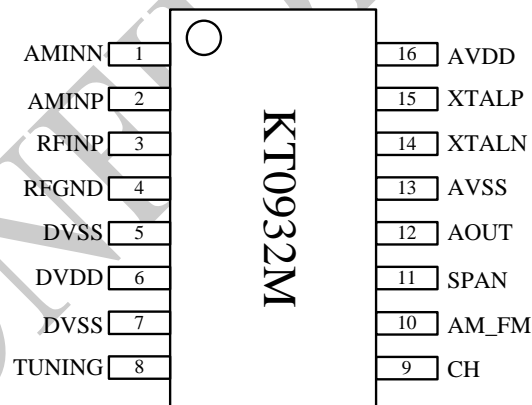 AMINN 1
AMINP 2
RFINP 3
RFGND 4
DVSS 5
DVDD 6
DVSS 7
TUNING 8
KT0932M
16 AVDD
15 XTALP
14 XTALN
13 AVSS
12 AOUT
11 SPAN
10 AM_FM
9 CH